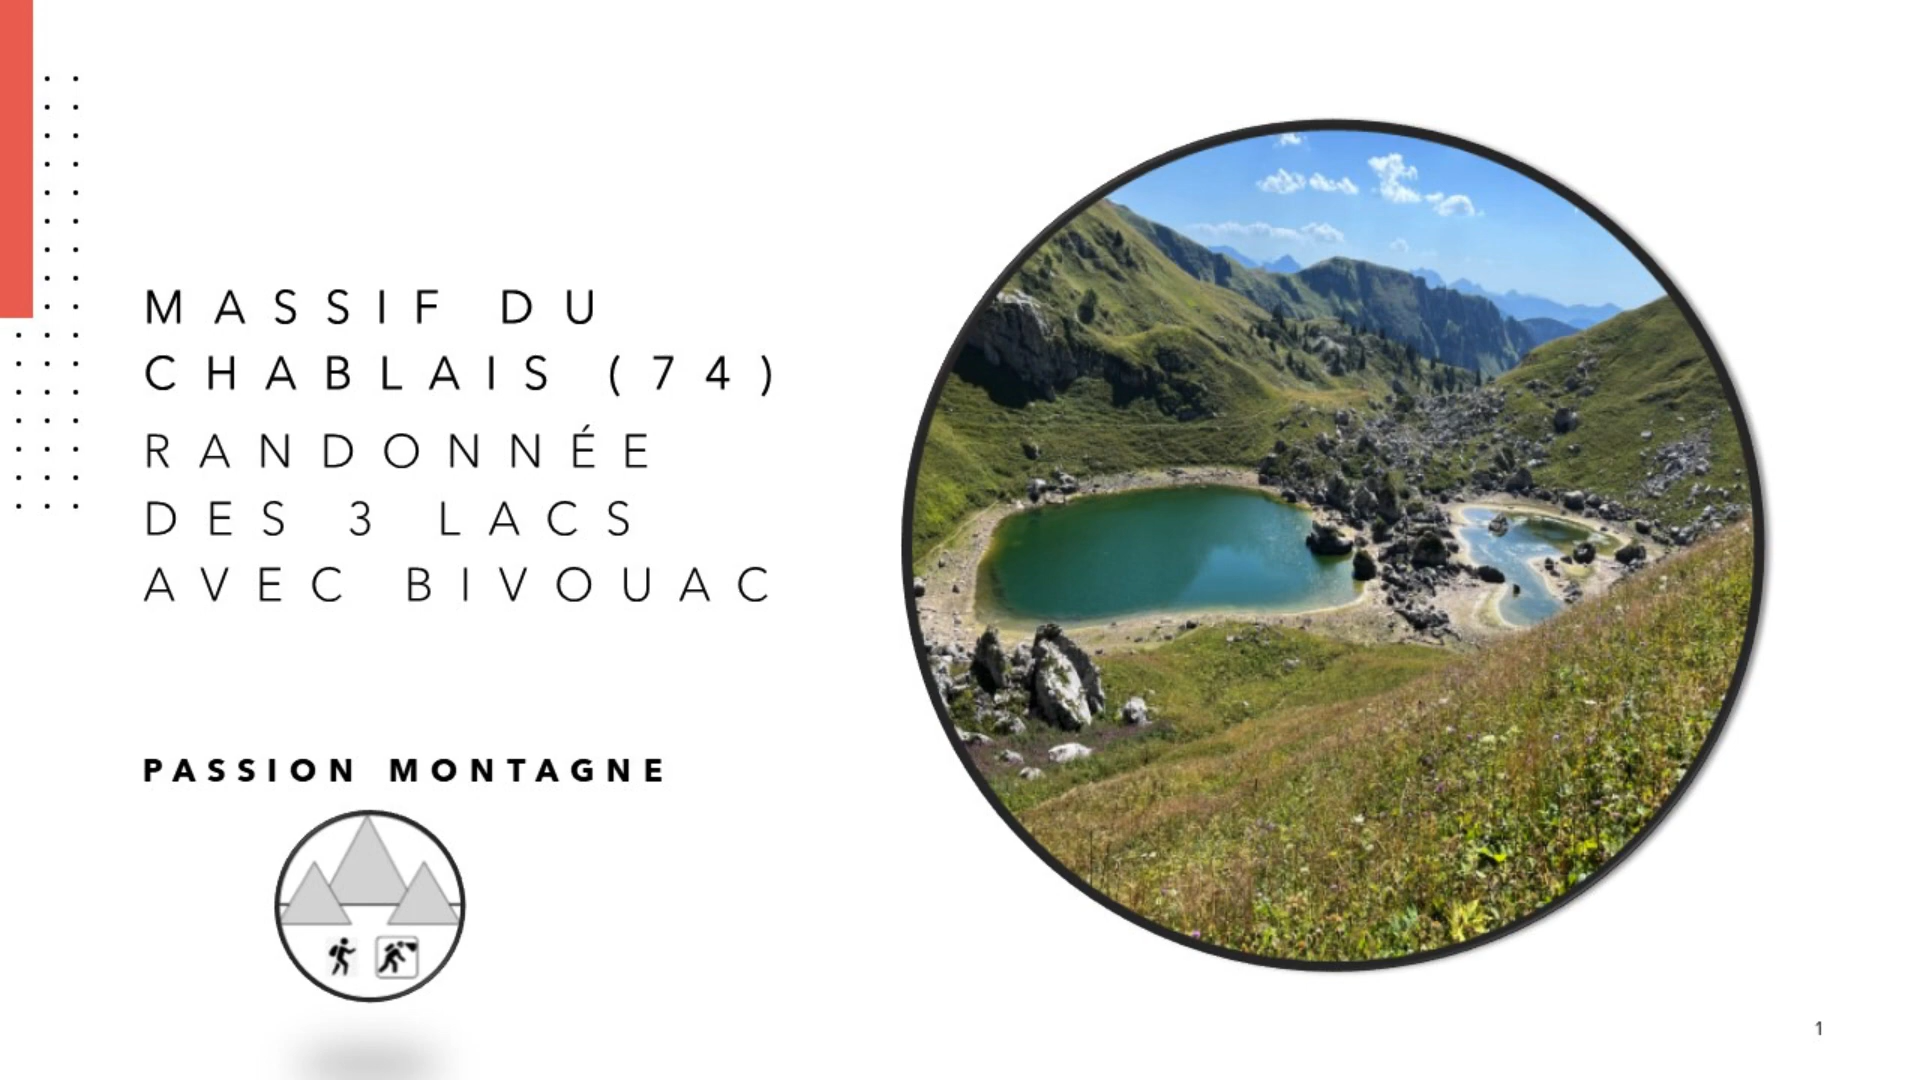 MASSIF DU
CHABLAIS (74)
RANDONNÉE
DES 3 LACS
AVEC BIVOUAC
PASSION MONTAGNE
1